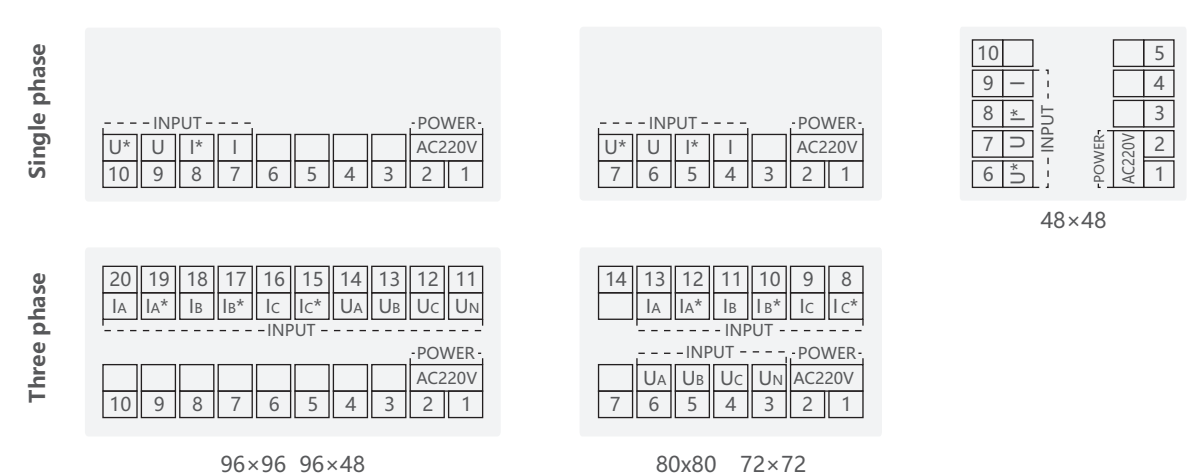 Single phase
INPUT POWER
U* U I* I AC220V
10 9 8 7 6 5 4 3 2 1
INPUT POWER
U* U I* I AC220V
7 6 5 4 3 2 1
10 5
9 I 4
8 I* 3
7 U 2
6 U* 1
INPUT
POWER
AC220V
48×48
Three phase
20 19 18 17 16 15 14 13 12 11
IA IA* IB IB* IC IC* UA UB UC UN
INPUT
POWER
AC220V
10 9 8 7 6 5 4 3 2 1
96×96 96×48
14 13 12 11 10 9 8
IA IA* IB IB* IC IC*
INPUT
INPUT POWER
UA UB UC UN AC220V
7 6 5 4 3 2 1
80x80 72×72